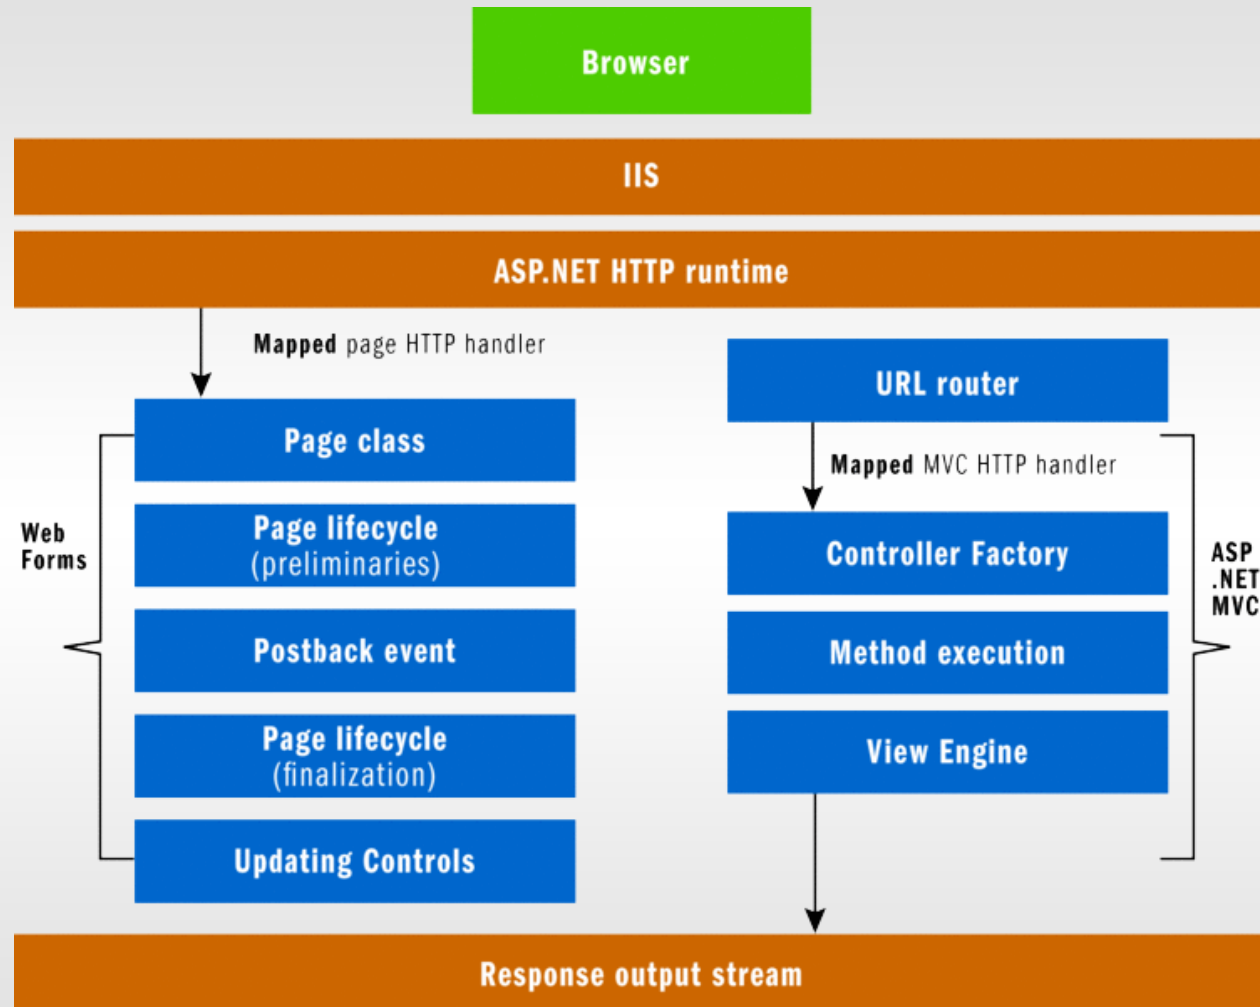 Browser
IIS
ASP.NET HTTP runtime
Mapped page HTTP handler
Web
Forms
Page class
Page lifecycle
(preliminaries)
Postback event
Page lifecycle
(finalization)
Updating Controls
URL router
Mapped MVC HTTP handler
Controller Factory
Method execution
View Engine
ASP
.NET
MVC
Response output stream